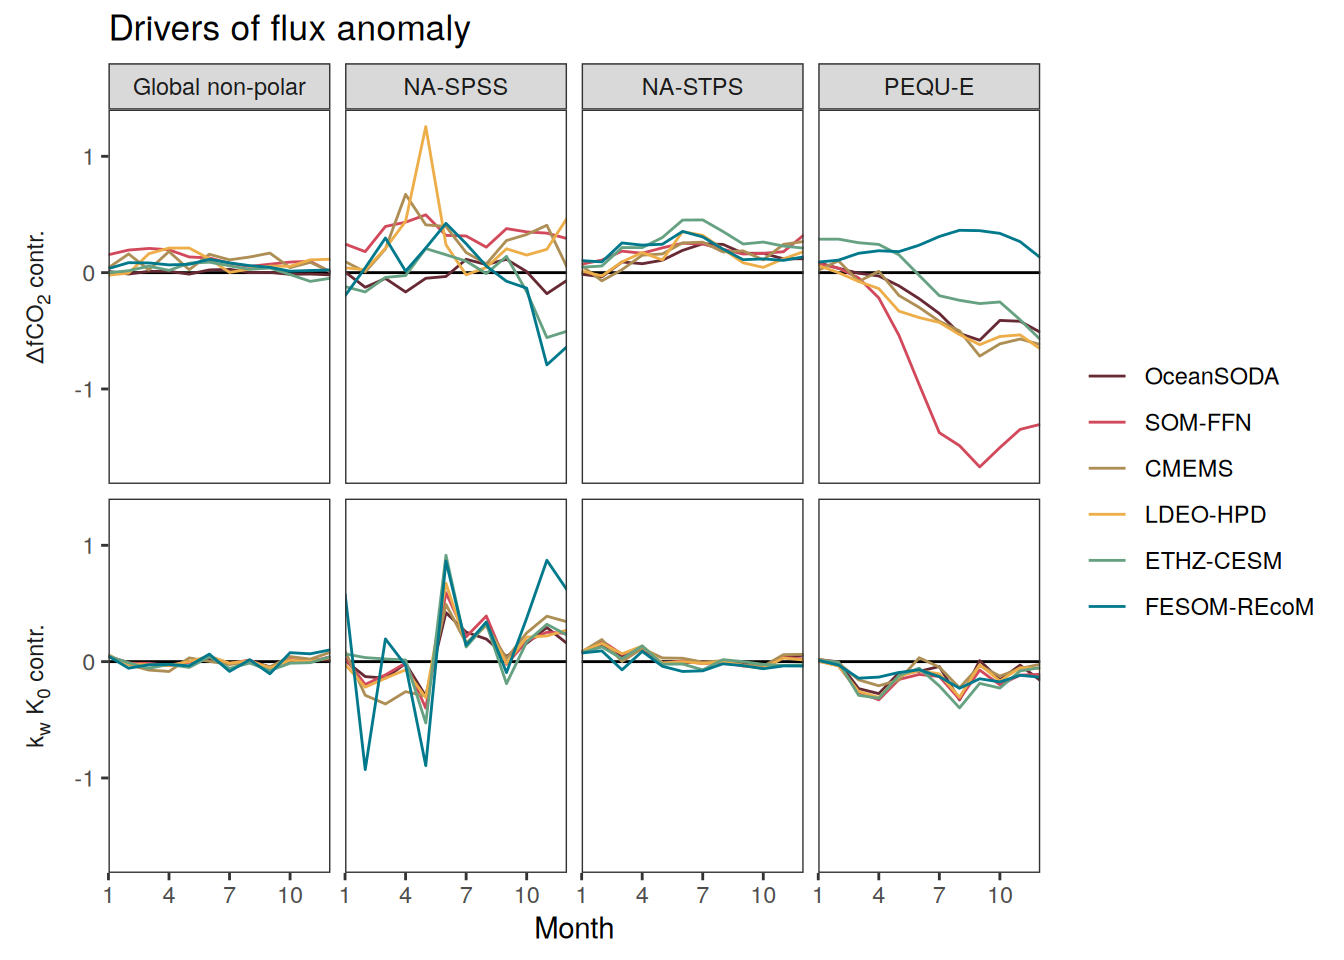 Drivers of flux anomaly
Global non-polar
NA-SPSS
NA-STPS
PEQU-E
ΔfCO₂ contr.
1
0
-1
k_w K₀ contr.
1
0
-1
1 4 7 10
1 4 7 10
1 4 7 10
1 4 7 10
Month
OceanSODA
SOM-FFN
CMEMS
LDEO-HPD
ETHZ-CESM
FESOM-REcoM